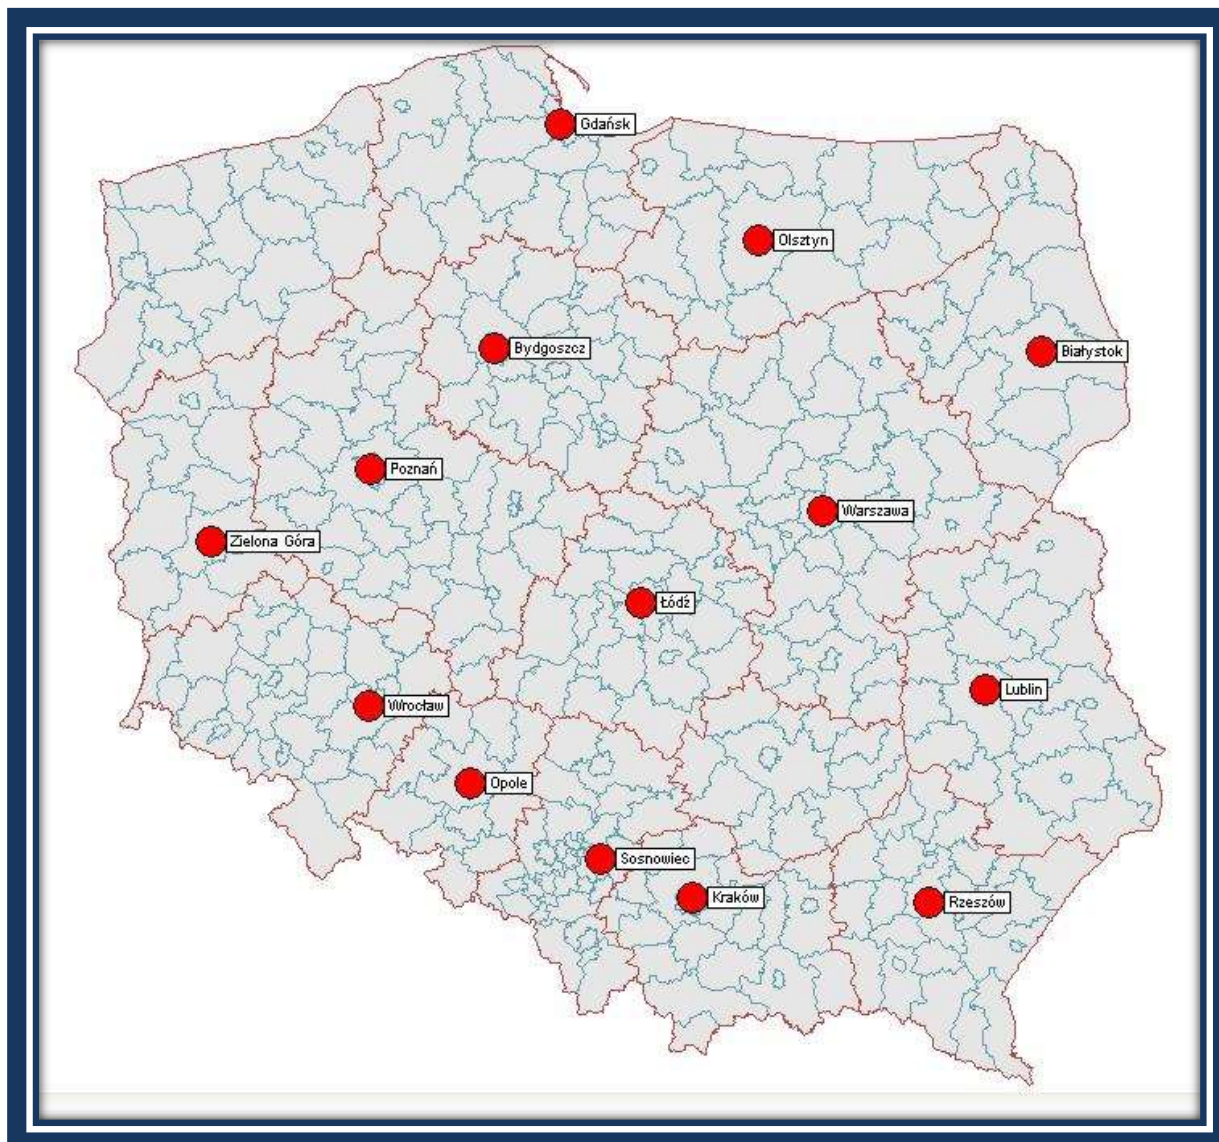 Gdańsk
Olsztyn
Bydgoszcz
Białystok
Poznań
Warszawa
Zielona Góra
Łódź
Lublin
Wrocław
Opole
Sosnowiec
Kraków
Rzeszów